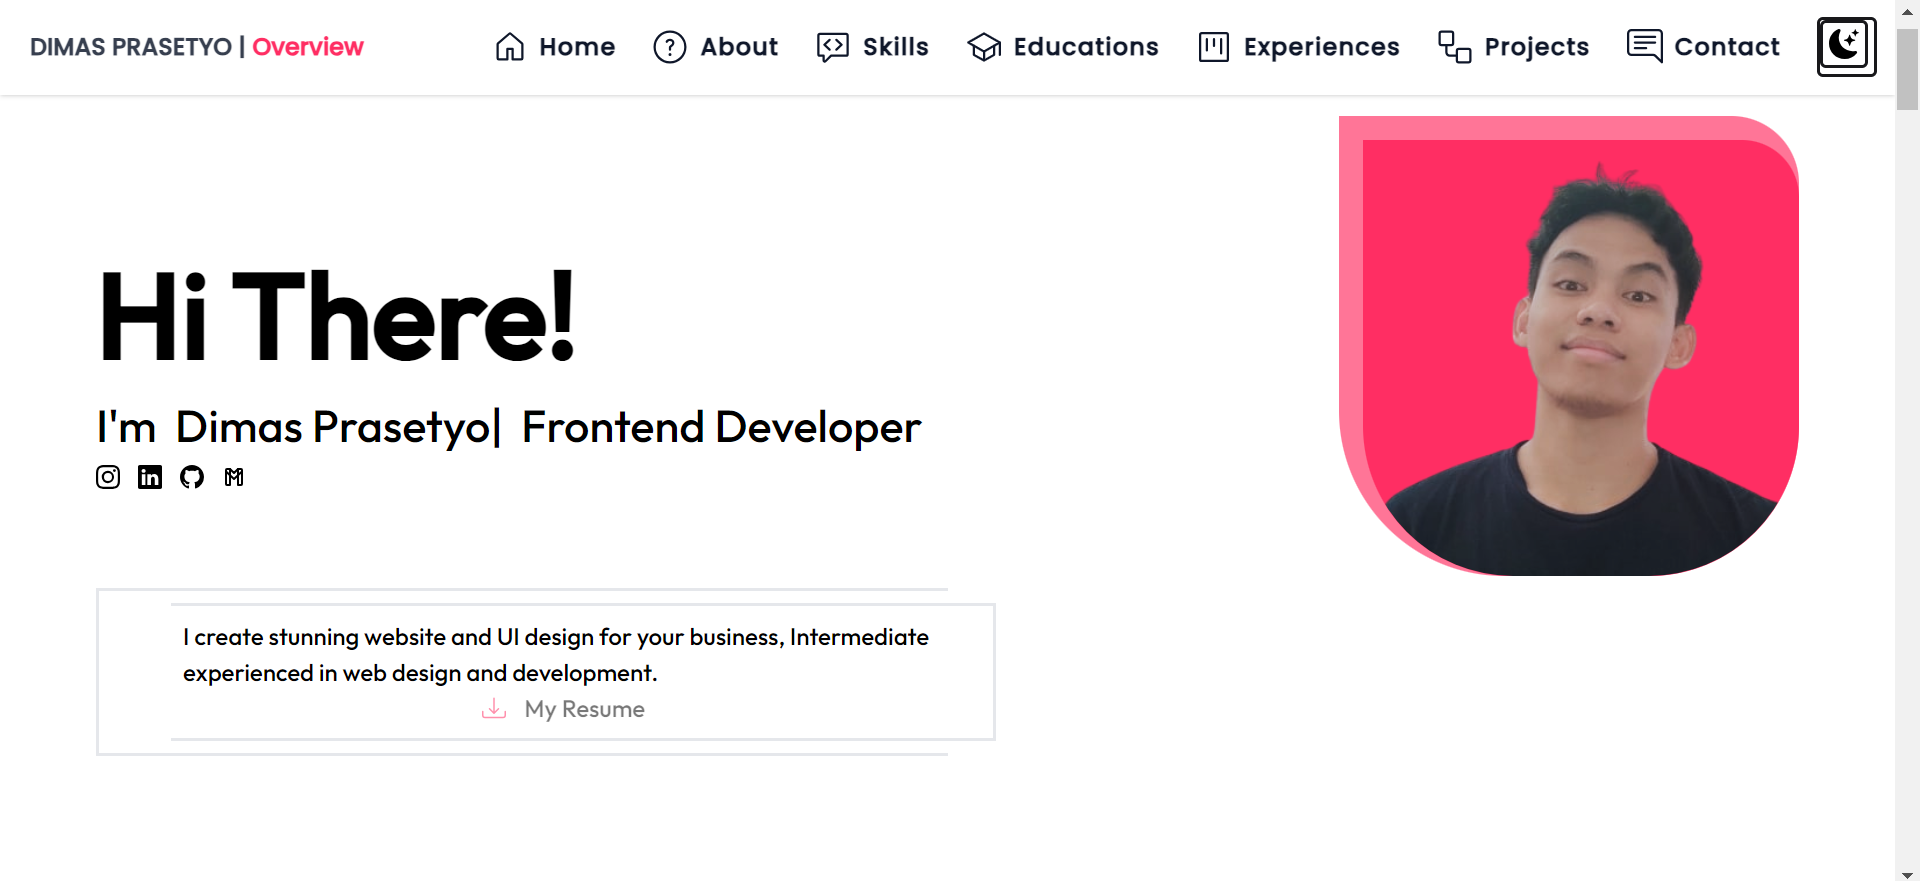 DIMAS PRASETYO | Overview
Home
About
Skills
Educations
Experiences
Projects
Contact
Hi There!
I'm Dimas Prasetyo| Frontend Developer
I create stunning website and UI design for your business, Intermediate
experienced in web design and development.
My Resume